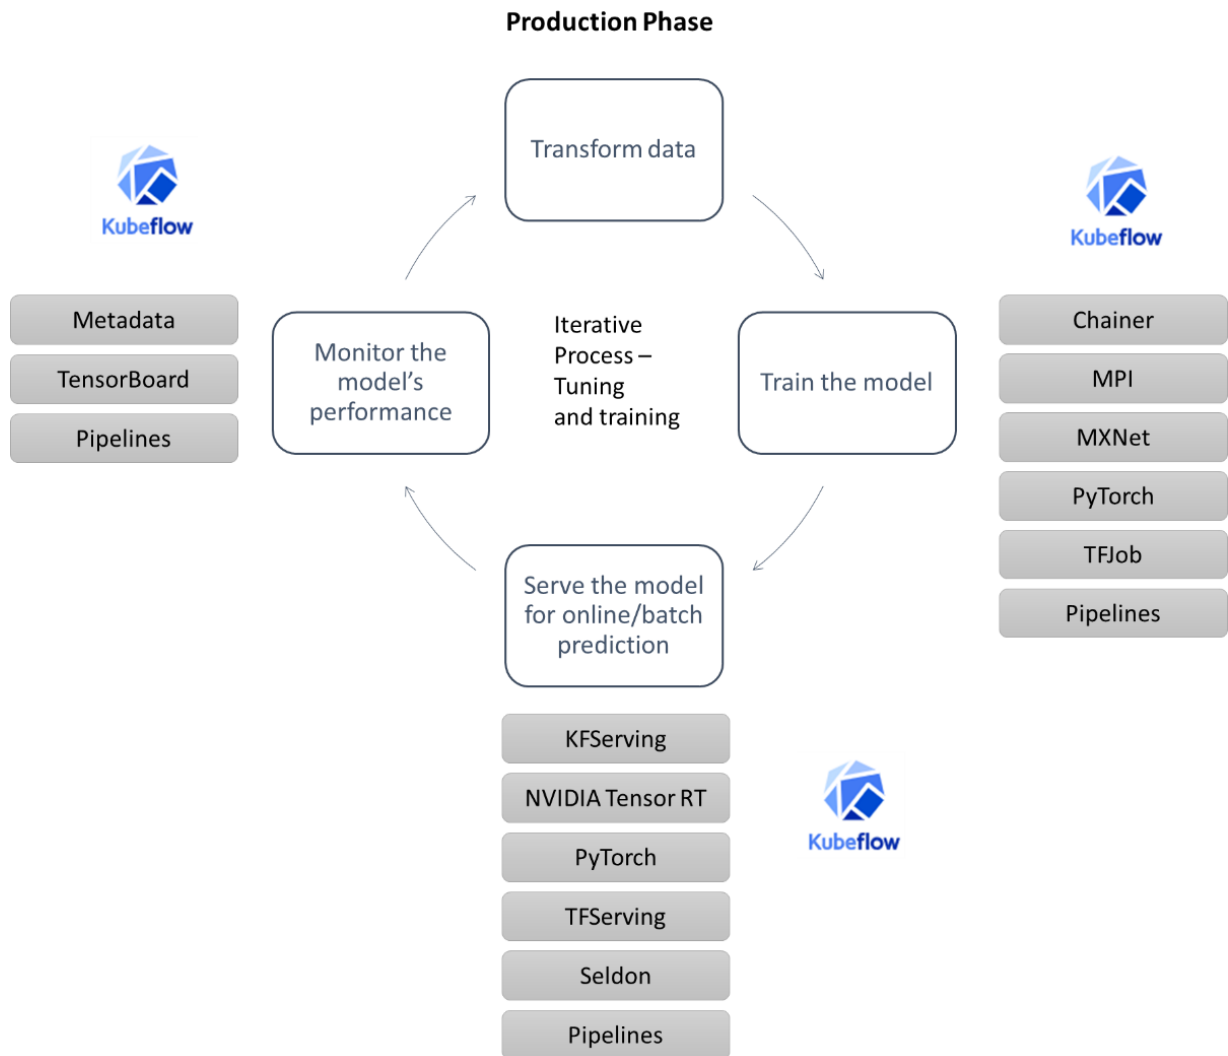 Production Phase
Transform data
Kubeflow
Kubeflow
Metadata
TensorBoard
Pipelines
Monitor the
model’s
performance
Iterative
Process –
Tuning
and training
Train the model
Chainer
MPI
MXNet
PyTorch
TFJob
Pipelines
Serve the model
for online/batch
prediction
KFServing
NVIDIA Tensor RT
PyTorch
TFServing
Seldon
Pipelines
Kubeflow